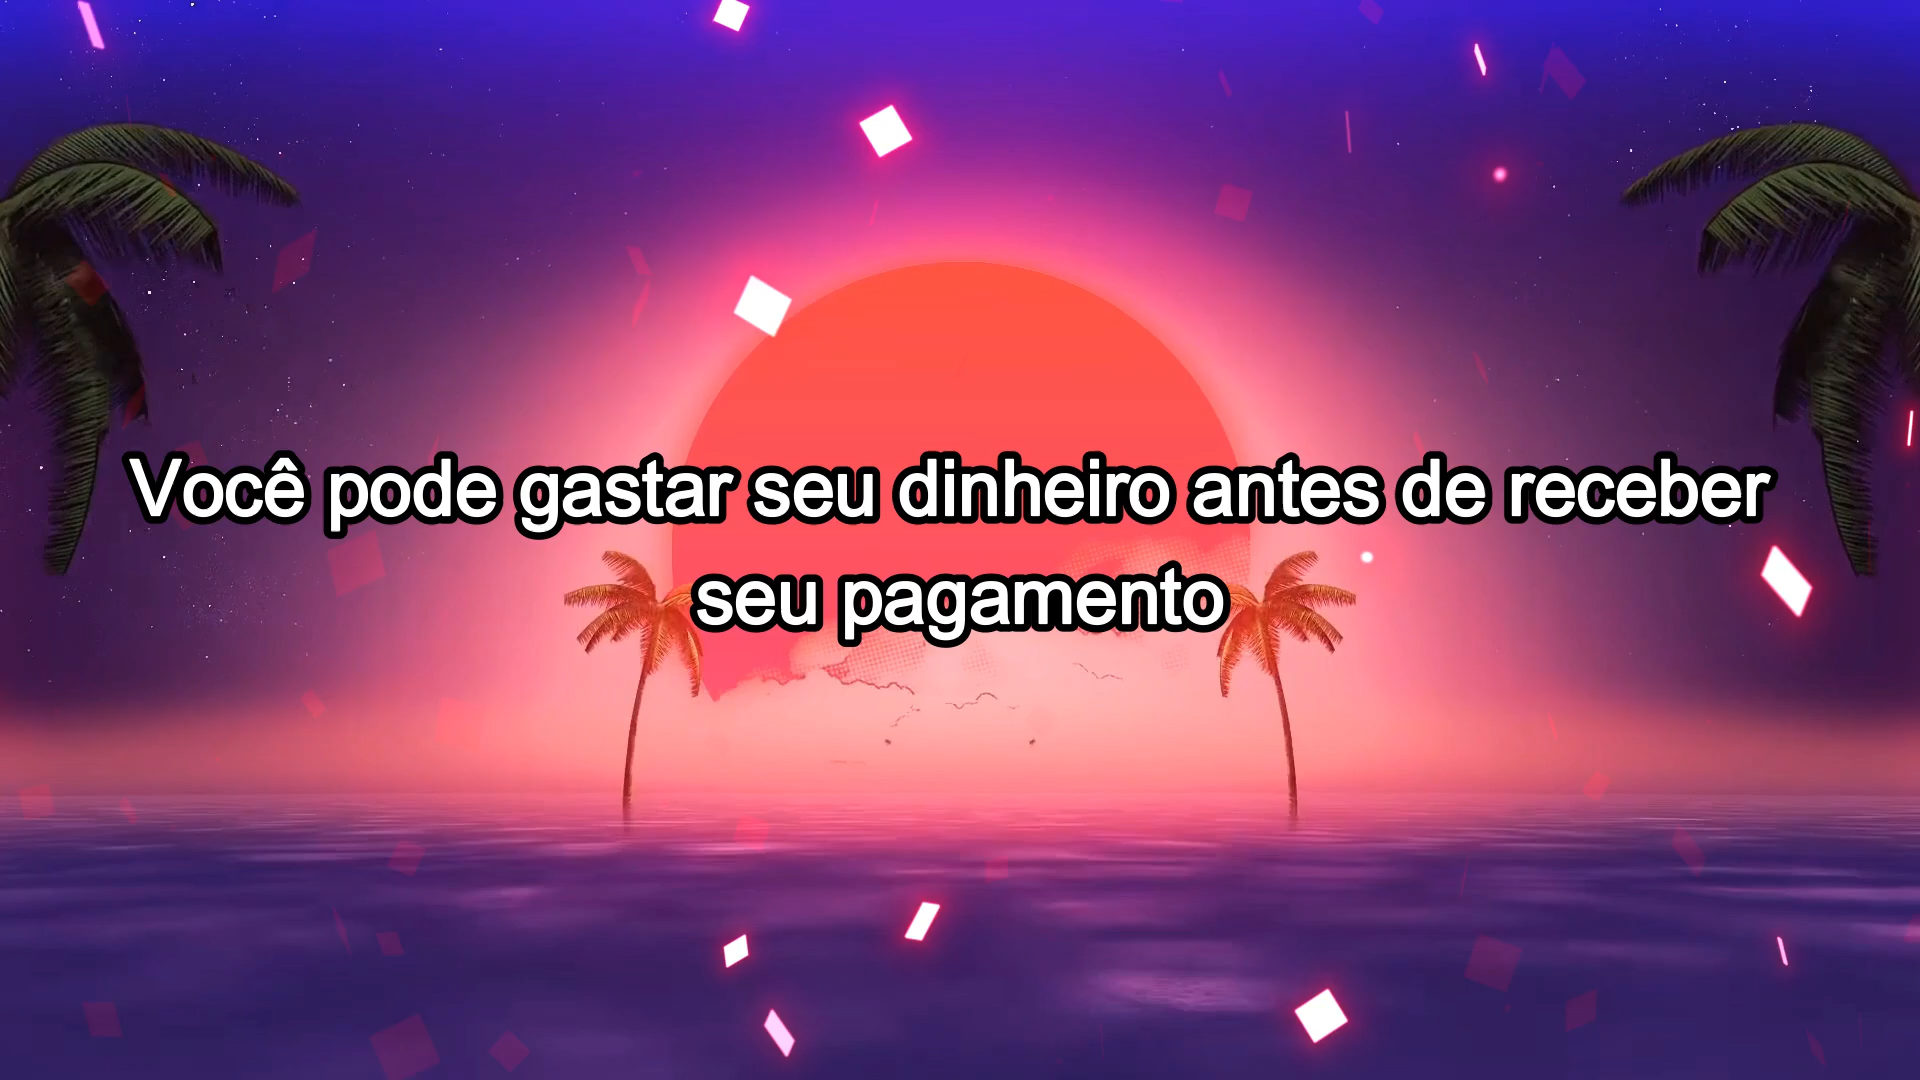 Você pode gastar seu dinheiro antes de receber
seu pagamento